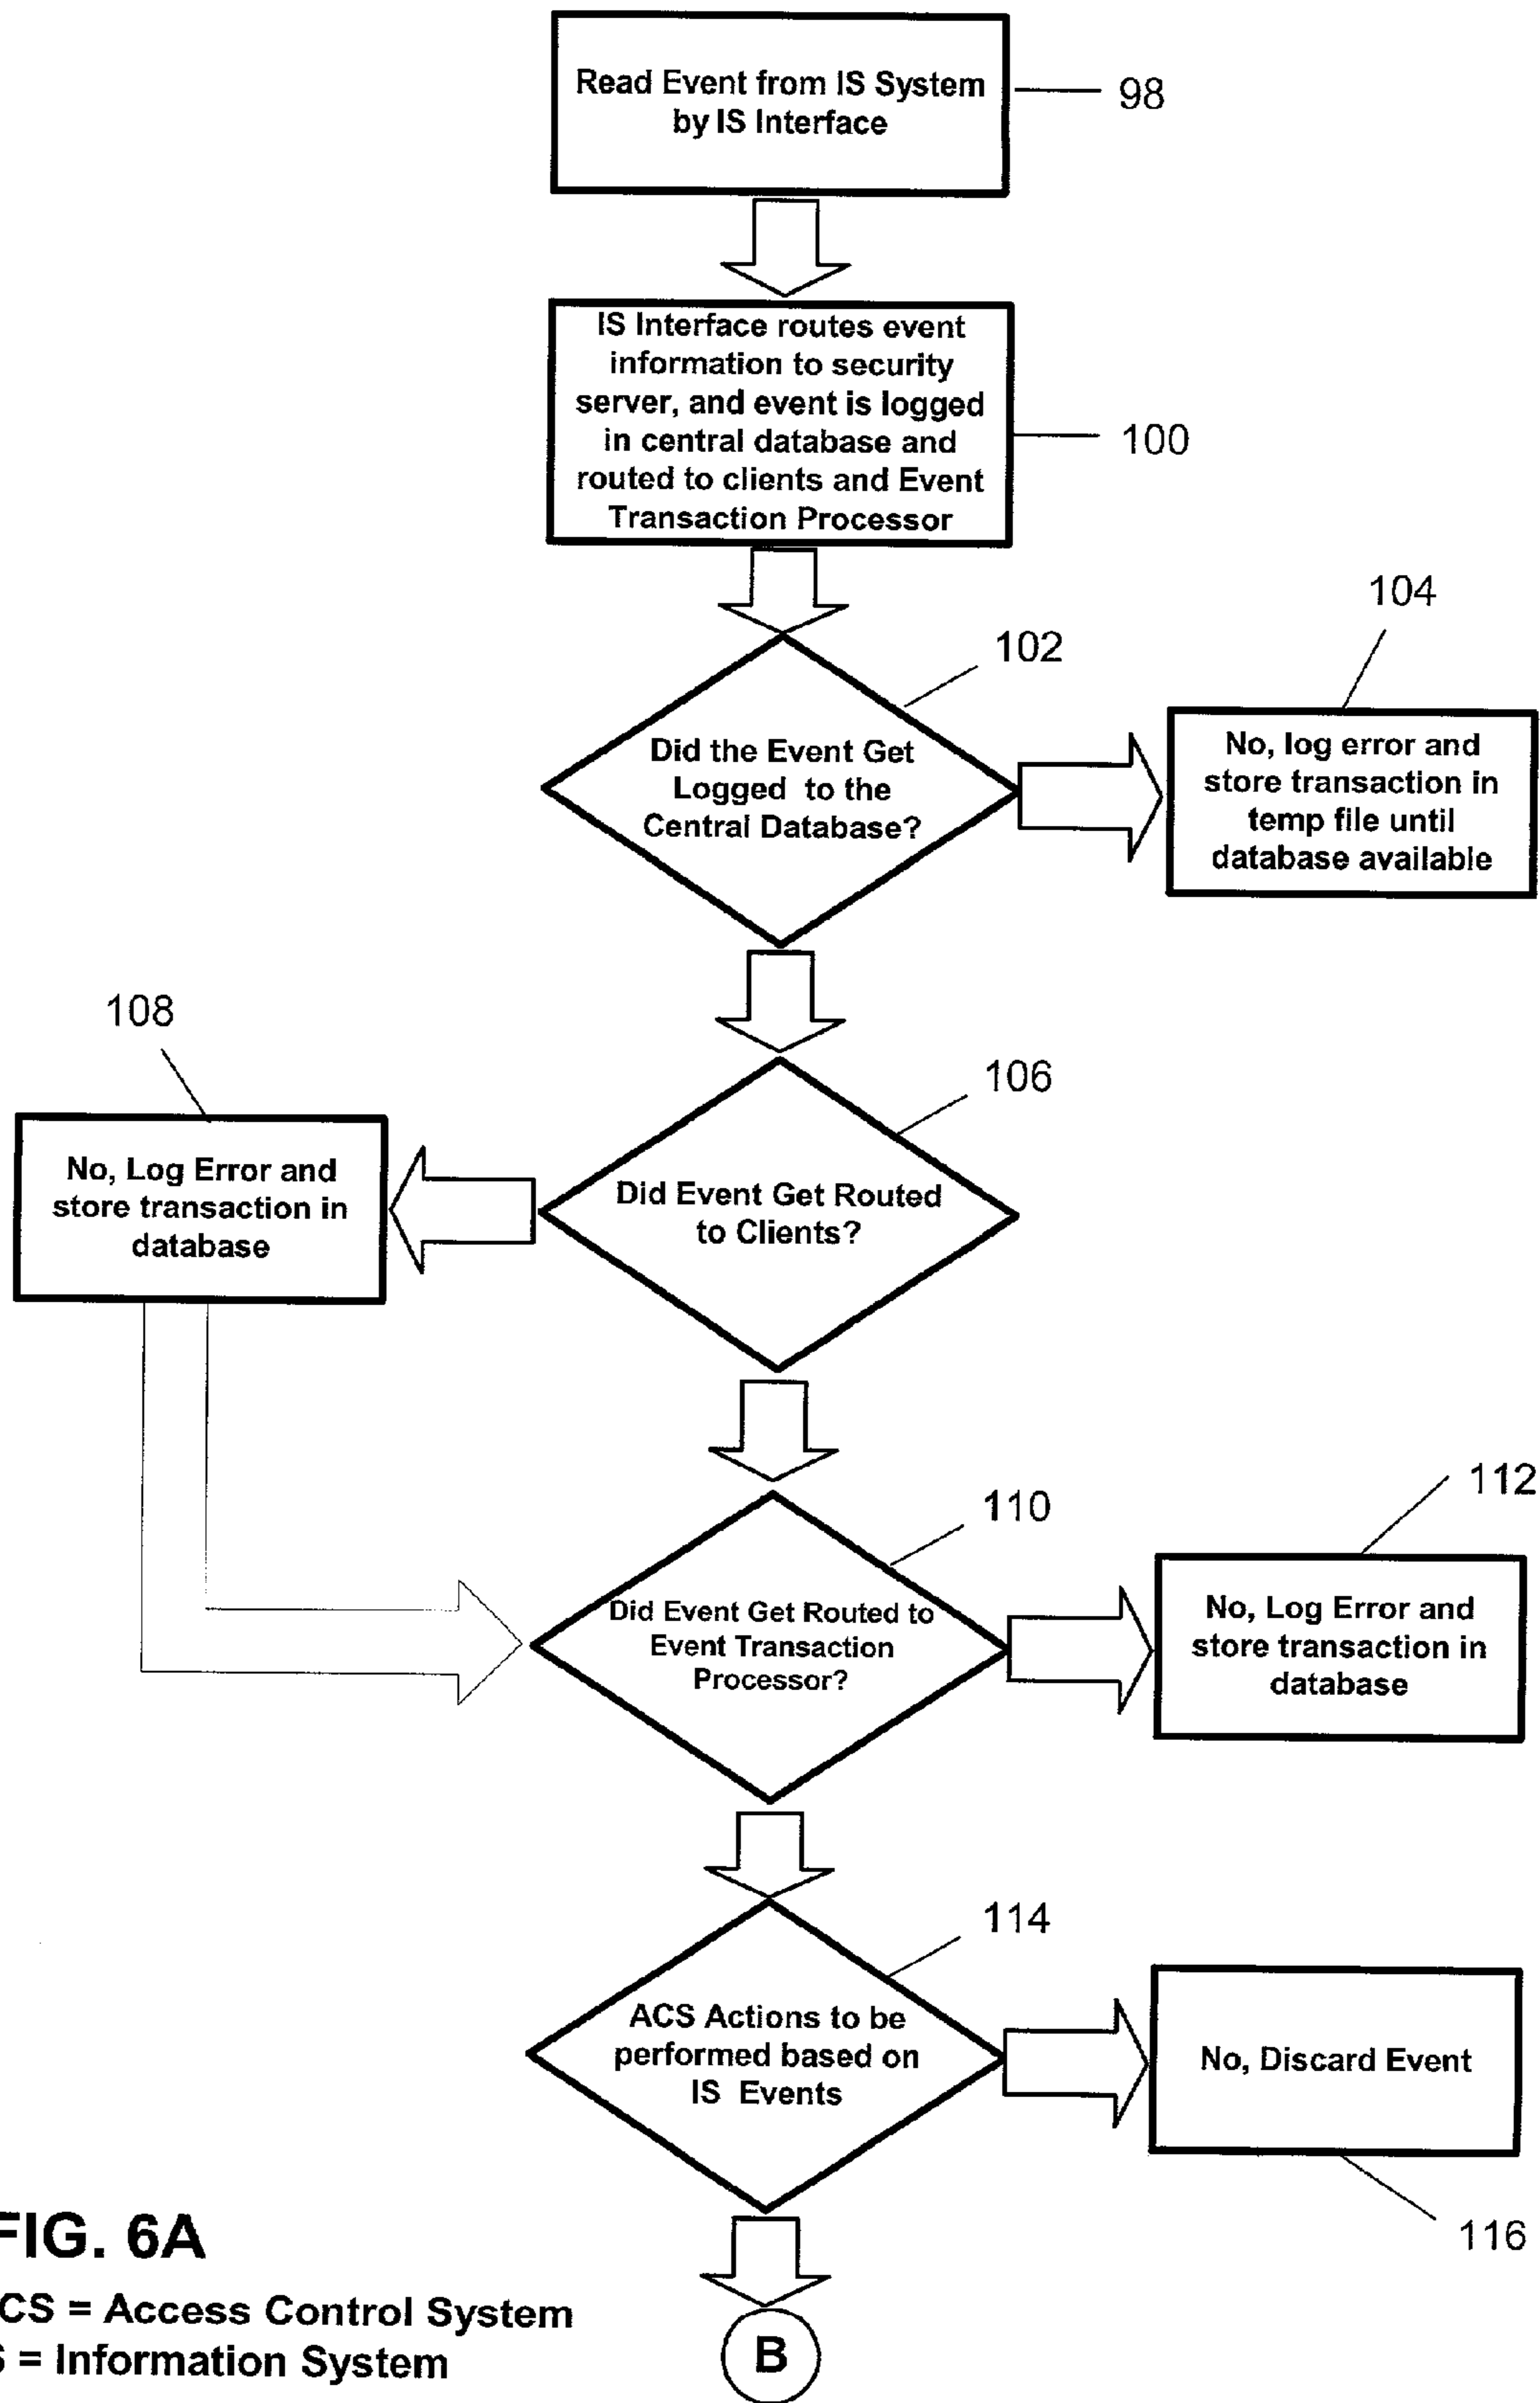 Read Event from IS System
by IS Interface
98
IS Interface routes event
information to security
server, and event is logged
in central database and
routed to clients and Event
Transaction Processor
100
104
102
Did the Event Get
Logged to the
Central Database?
No, log error and
store transaction in
temp file until
database available
108
106
No, Log Error and
store transaction in
database
Did Event Get Routed
to Clients?
112
110
Did Event Get Routed to
Event Transaction
Processor?
No, Log Error and
store transaction in
database
114
ACS Actions to be
performed based on
IS Events
No, Discard Event
116
FIG. 6A
CS = Access Control System
S = Information System
B